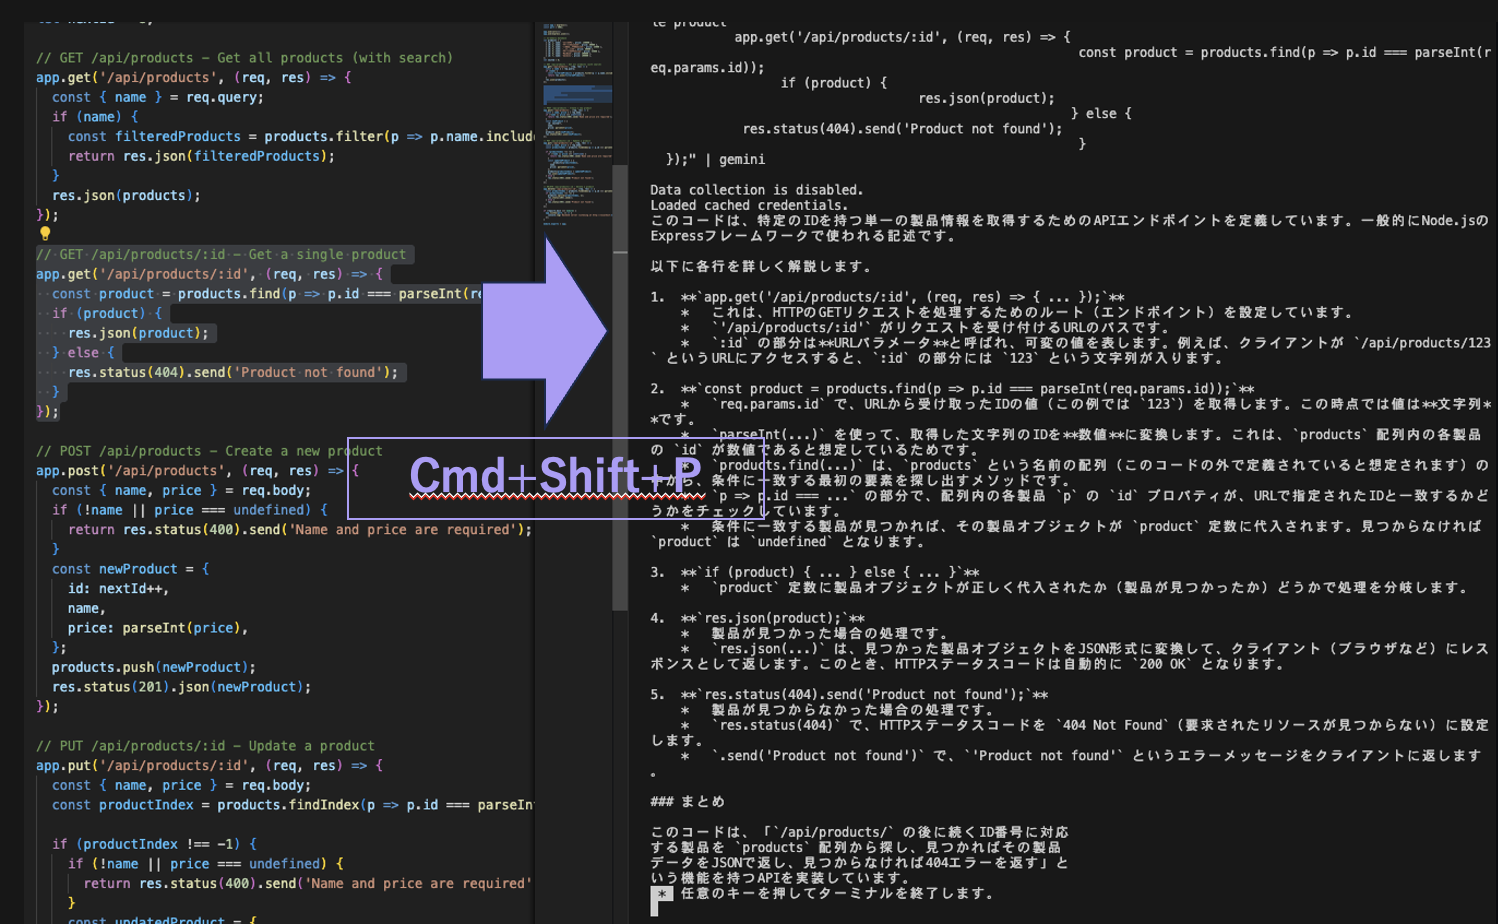 // GET /api/products – Get all products (with search)
app.get('/api/products', (req, res) => {
const { name } = req.query;
if (name) {
const filteredProducts = products.filter(p => p.name.include
return res.json(filteredProducts);
}
res.json(products);
});
// GET /api/products/:id – Get a single product
app.get('/api/products/:id', (req, res) => {
const product = products.find(p => p.id === parseInt(re
if (product) {
res.json(product);
} else {
res.status(404).send('Product not found');
}
});
// POST /api/products – Create a new product
app.post('/api/products', (req, res) => {
const { name, price } = req.body;
if (!name || price === undefined) {
return res.status(400).send('Name and price are required');
}
const newProduct = {
id: nextId++,
name,
price: parseInt(price),
};
products.push(newProduct);
res.status(201).json(newProduct);
});
// PUT /api/products/:id – Update a product
app.put('/api/products/:id', (req, res) => {
const { name, price } = req.body;
const productIndex = products.findIndex(p => p.id === parseIn
if (productIndex !== -1) {
if (!name || price === undefined) {
return res.status(400).send('Name and price are required'
}
const updatedProduct = {
Cmd+Shift+P
le product
app.get('/api/products/:id', (req, res) => {
const product = products.find(p => p.id === parseInt(r
eq.params.id));
if (product) {
res.json(product);
} else {
res.status(404).send('Product not found');
}
});" | gemini
Data collection is disabled.
Loaded cached credentials.
このコードは、特定のIDを持つ単一の製品情報を取得するためのAPIエンドポイントを定義しています。一般的にNode.jsの
Expressフレームワークで使われる記述です。
以下に各行を詳しく解説します。
1. **`app.get('/api/products/:id', (req, res) => { ... });`**
* これは、HTTPのGETリクエストを処理するためのルート（エンドポイント）を設定しています。
* `'/api/products/:id'` がリクエストを受け付けるURLのパスです。
* `:id` の部分は**URLパラメータ**と呼ばれ、可変の値を表します。例えば、クライアントが `/api/products/123
` というURLにアクセスすると、`:id` の部分には `123` という文字列が入ります。
2. **`const product = products.find(p => p.id === parseInt(req.params.id));`**
* `req.params.id` で、URLから受け取ったIDの値（この例では `123`）を取得します。この時点では値は**文字列*
*です。
* `parseInt(...)` を使って、取得した文字列のIDを**数値**に変換します。これは、`products` 配列内の各製品
の `id` が数値であると想定しているためです。
* `products.find(...)` は、`products` という名前の配列（このコードの外で定義されていると想定されます）の
中から、条件に一致する最初の要素を探し出すメソッドです。
* `p => p.id === ...` の部分で、配列内の各製品 `p` の `id` プロパティが、URLで指定されたIDと一致するかど
うかをチェックしています。
* 条件に一致する製品が見つかれば、その製品オブジェクトが `product` 定数に代入されます。見つからなければ
`product` は `undefined` となります。
3. **`if (product) { ... } else { ... }`**
* `product` 定数に製品オブジェクトが正しく代入されたか（製品が見つかったか）どうかで処理を分岐します。
4. **`res.json(product);`**
* 製品が見つかった場合の処理です。
* `res.json(...)` は、見つかった製品オブジェクトをJSON形式に変換して、クライアント（ブラウザなど）にレス
ポンスとして返します。このとき、HTTPステータスコードは自動的に `200 OK` となります。
5. **`res.status(404).send('Product not found');`**
* 製品が見つからなかった場合の処理です。
* `res.status(404)` で、HTTPステータスコードを `404 Not Found`（要求されたリソースが見つからない）に設定
します。
* `.send('Product not found')` で、`'Product not found'` というエラーメッセージをクライアントに返します
。
### まとめ
このコードは、「`/api/products/` の後に続くID番号に対応
する製品を `products` 配列から探し、見つかればその製品
データをJSONで返し、見つからなければ404エラーを返す」と
いう機能を持つAPIを実装しています。
* 任意のキーを押してターミナルを終了します。